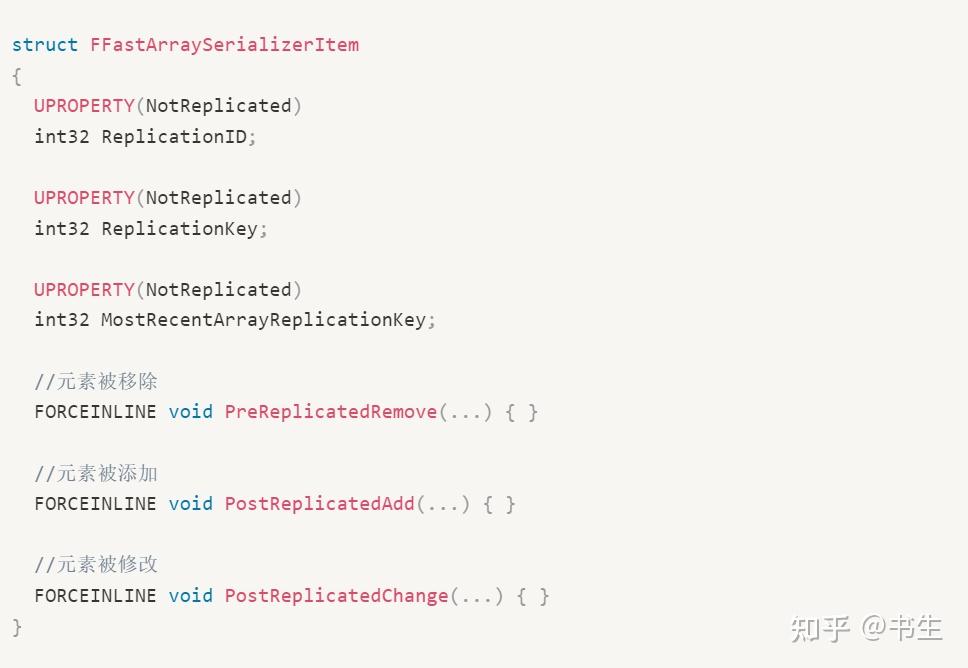 struct FFastArraySerializerItem
{
UPROPERTY(NotReplicated)
int32 ReplicationID;
UPROPERTY(NotReplicated)
int32 ReplicationKey;
UPROPERTY(NotReplicated)
int32 MostRecentArrayReplicationKey;
//元素被移除
FORCEINLINE void PreReplicatedRemove(...) { }
//元素被添加
FORCEINLINE void PostReplicatedAdd(...) { }
//元素被修改
FORCEINLINE void PostReplicatedChange(...) { }
}
知乎 @书生